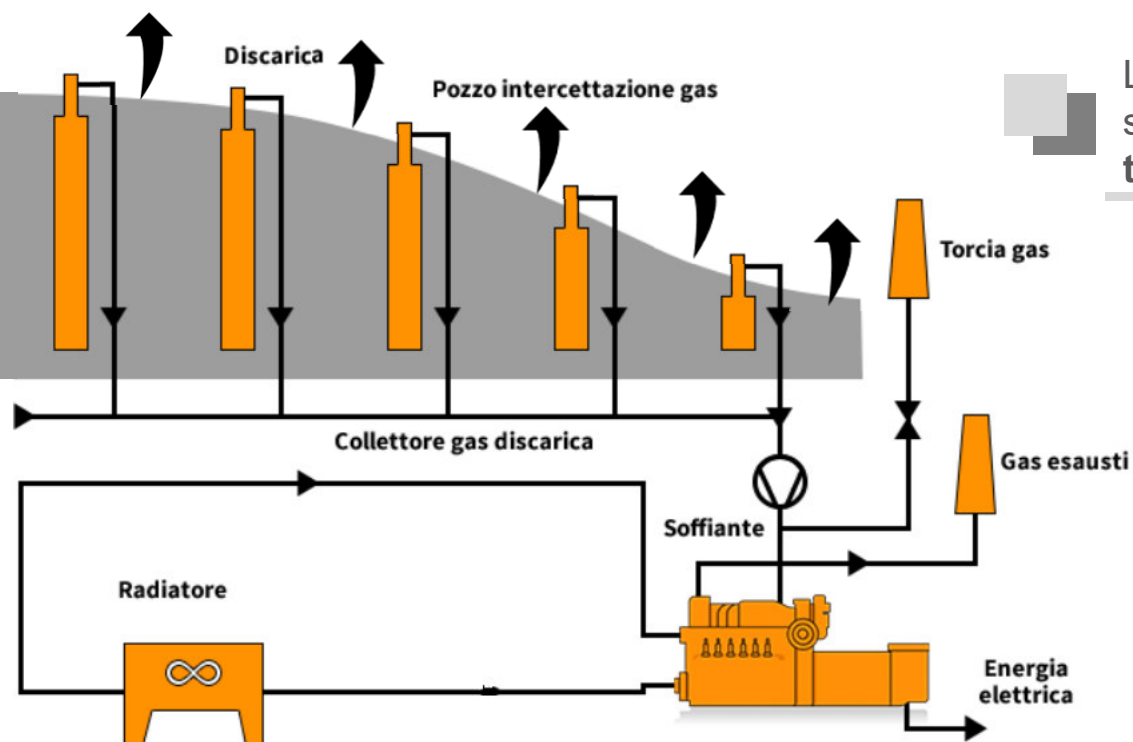 Discarica
Pozzo intercettazione gas
Torcia gas
Collettore gas discarica
Gas esausti
Soffiante
Radiatore
Energia
elettrica